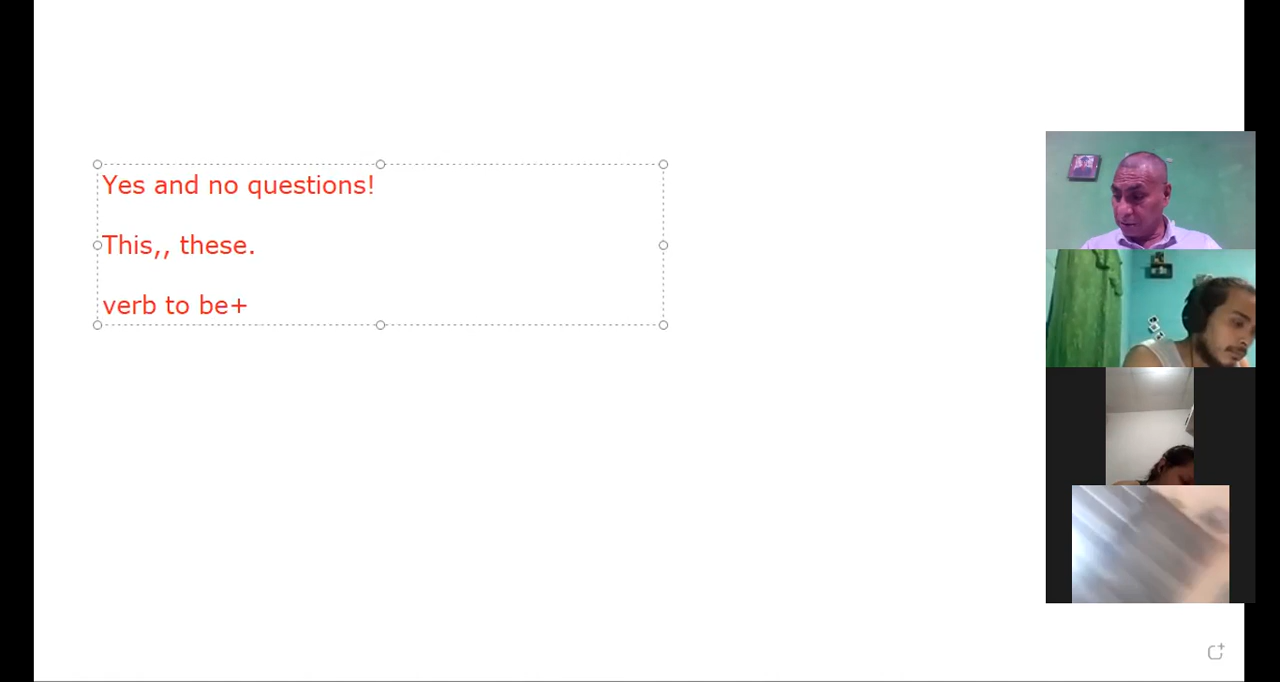 Yes and no questions!
This,, these.
verb to be+